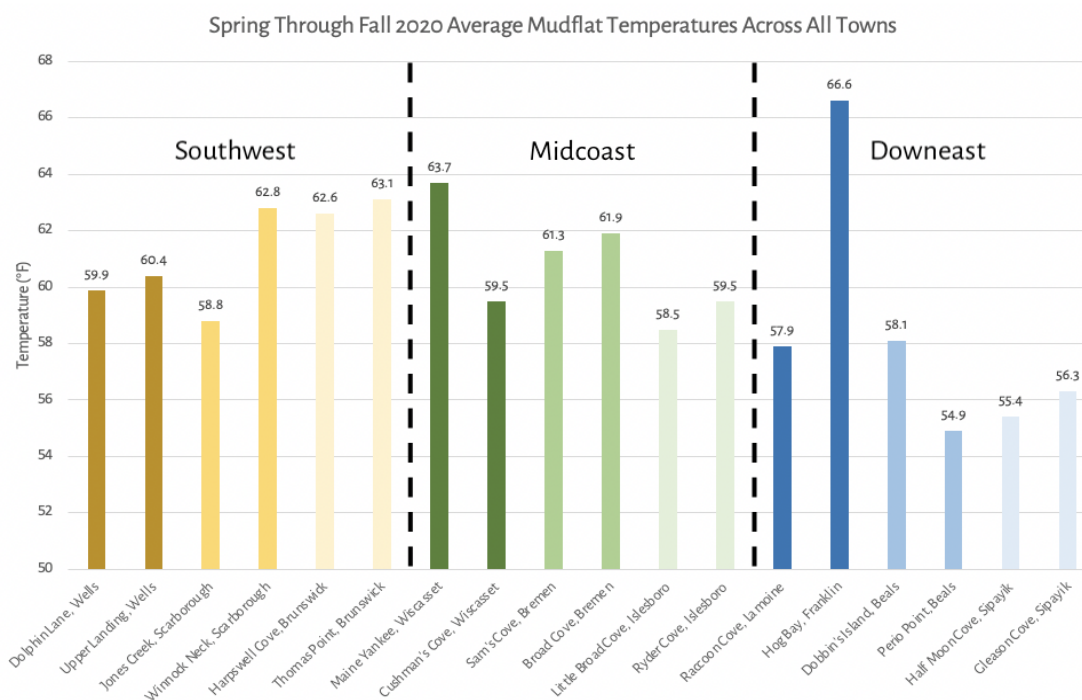 Spring Through Fall 2020 Average Mudflat Temperatures Across All Towns
68
66
64
62
60
58
56
54
52
50
Temperature (°F)
Southwest
Midcoast
Downeast
59.9
60.4
58.8
62.8
62.6
63.1
63.7
59.5
61.3
61.9
58.5
59.5
57.9
66.6
58.1
54.9
55.4
56.3
Dolphin Lane, Wells
Upper Landing, Wells
Jones Creek, Scarborough
Winnock Neck, Scarborough
Harpswell Cove, Brunswick
Thomas Point, Brunswick
Maine Yankee, Wiscasset
Cushman's Cove, Wiscasset
Sam's Cove, Bremen
Broad Cove, Bremen
Little Broad Cove, Islesboro
Ryder Cove, Islesboro
Raccoon Cove, Lamoine
Hog Bay, Franklin
Dobbin's Island, Beals
Perio Point, Beals
Half Moon Cove, Sipayik
Gleason Cove, Sipayik